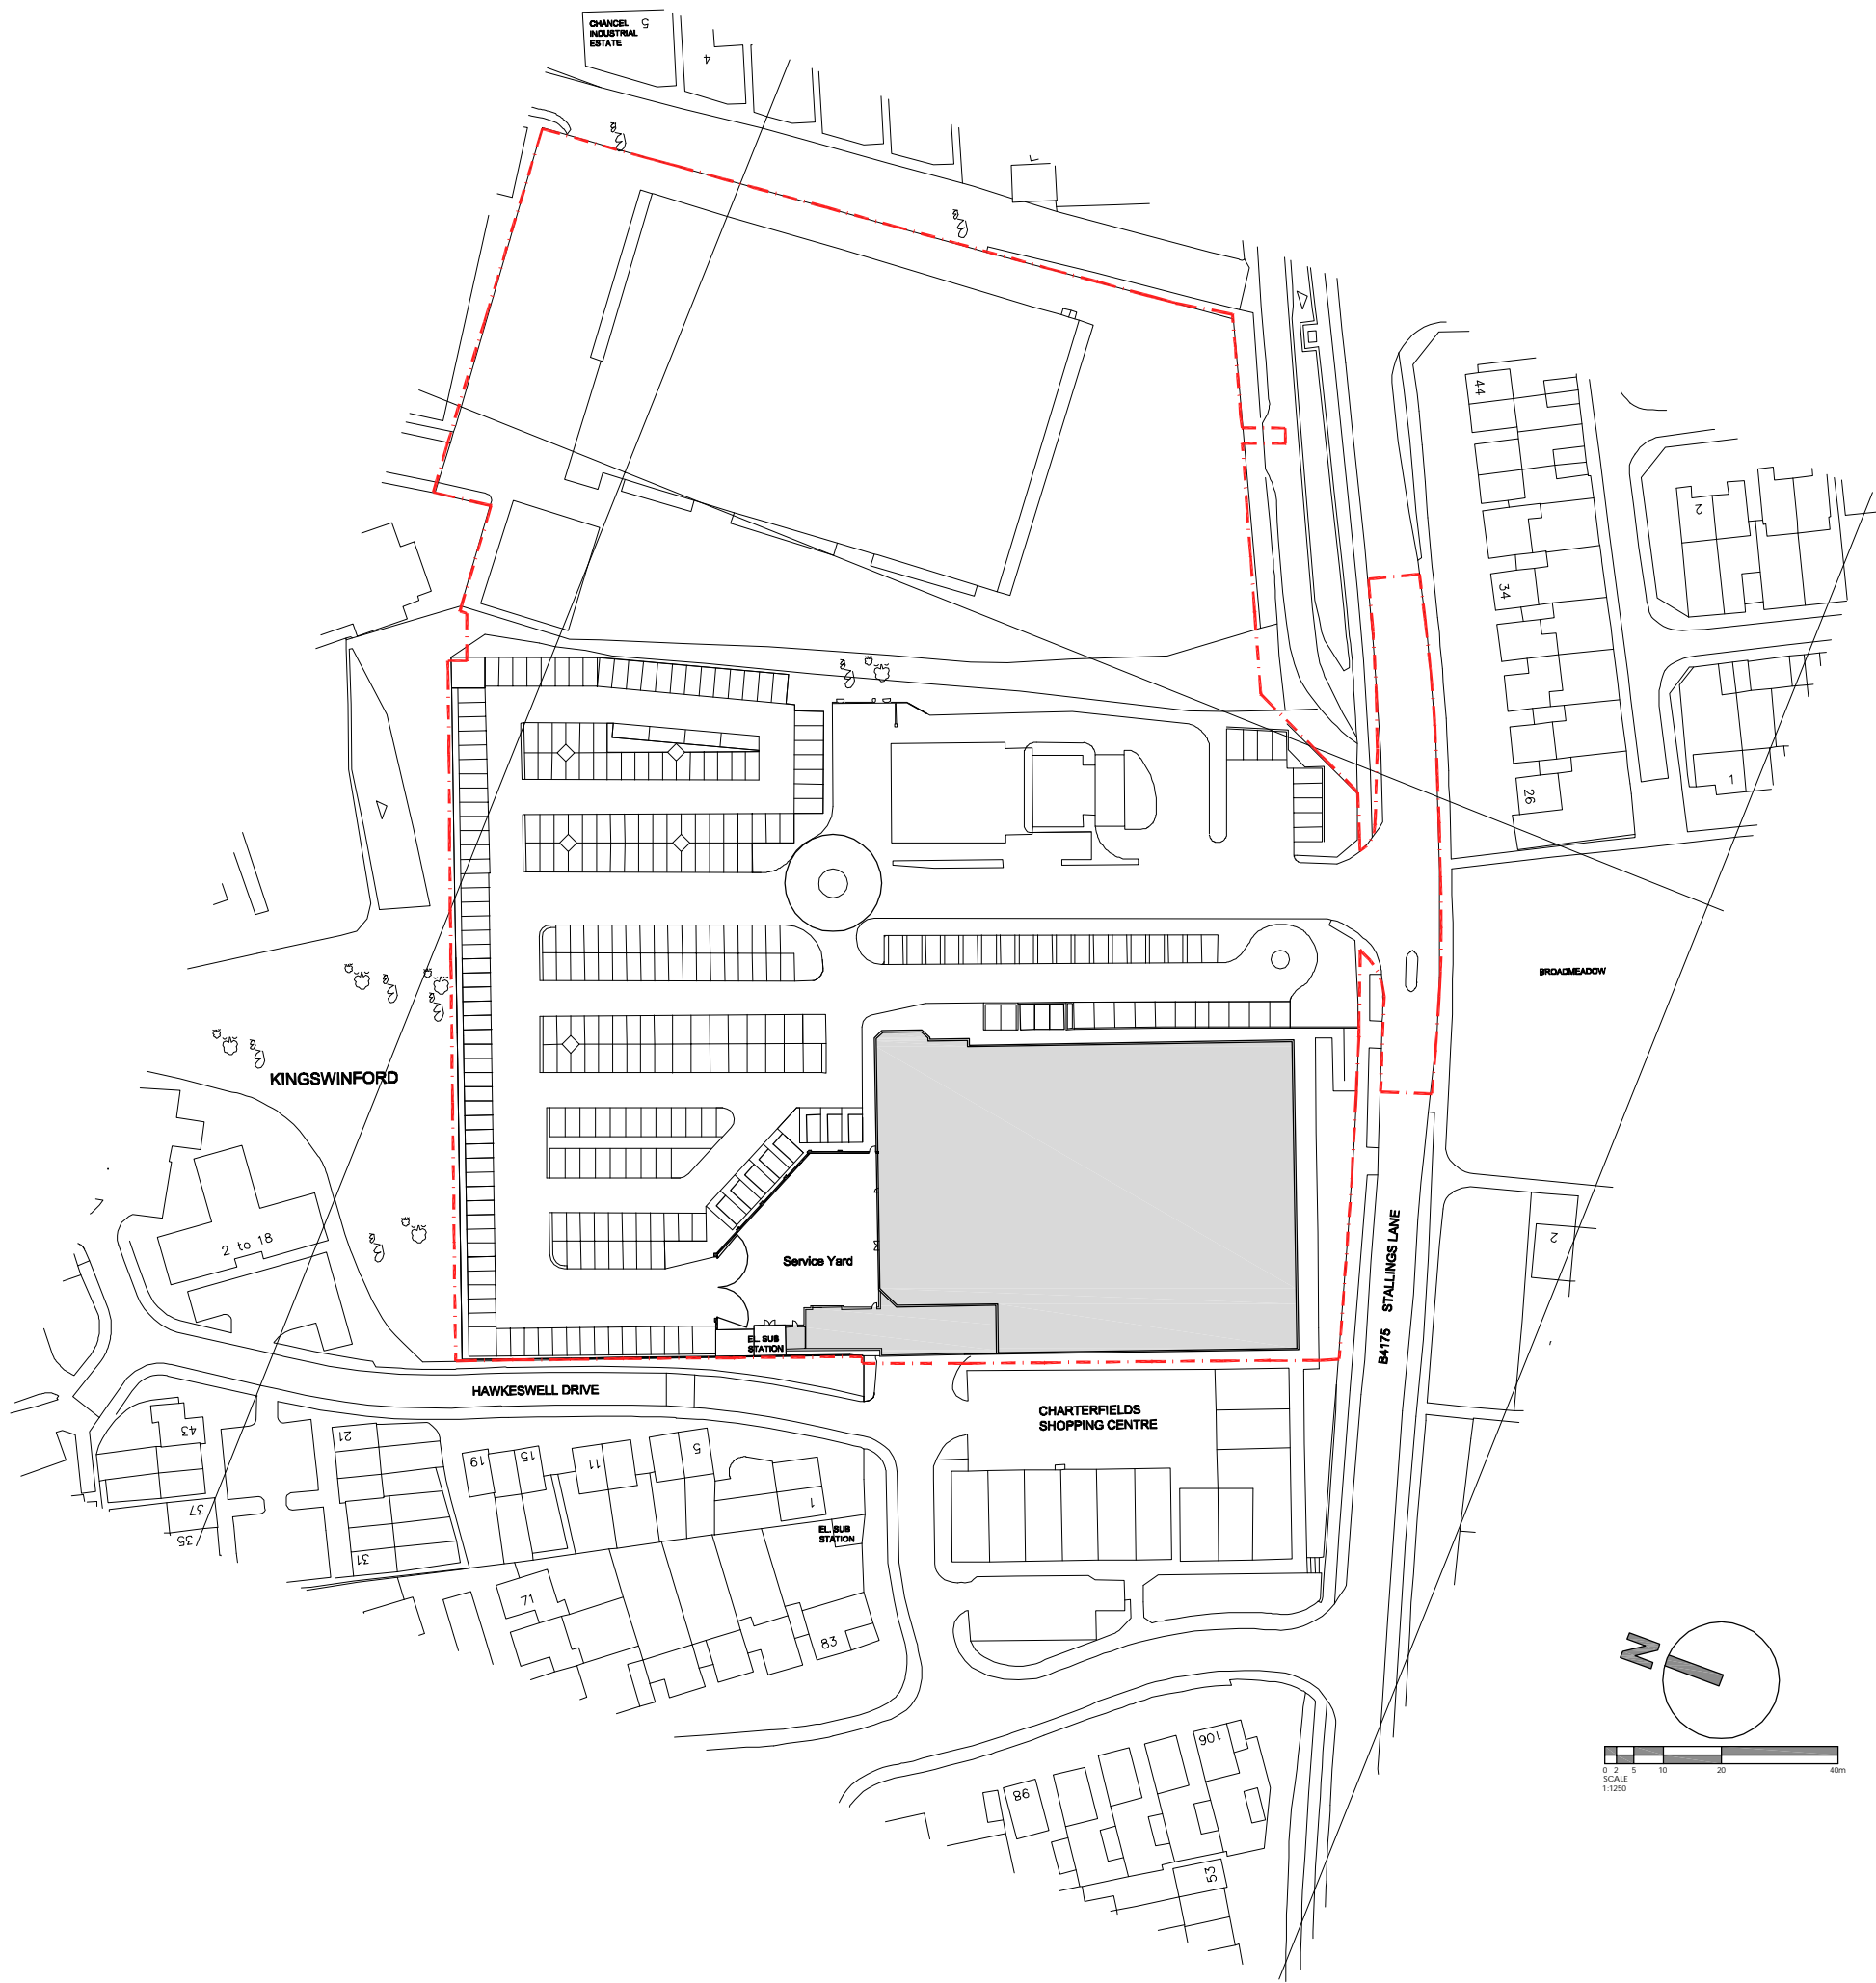 CHANCEL
INDUSTRIAL
ESTATE
5
4
44
2
34
1
26
BROADMEADOW
KINGSWINFORD
2 to 18
Service Yard
2
B4175 STALLINGS LANE
EL. SUB
STATION
HAWKESWELL DRIVE
CHARTERFIELDS
SHOPPING CENTRE
43
21
19
15
11
5
1
37
35
31
EL. SUB
STATION
71
83
N
106
98
53
0 2 5 10 20 40m
SCALE
1:1250